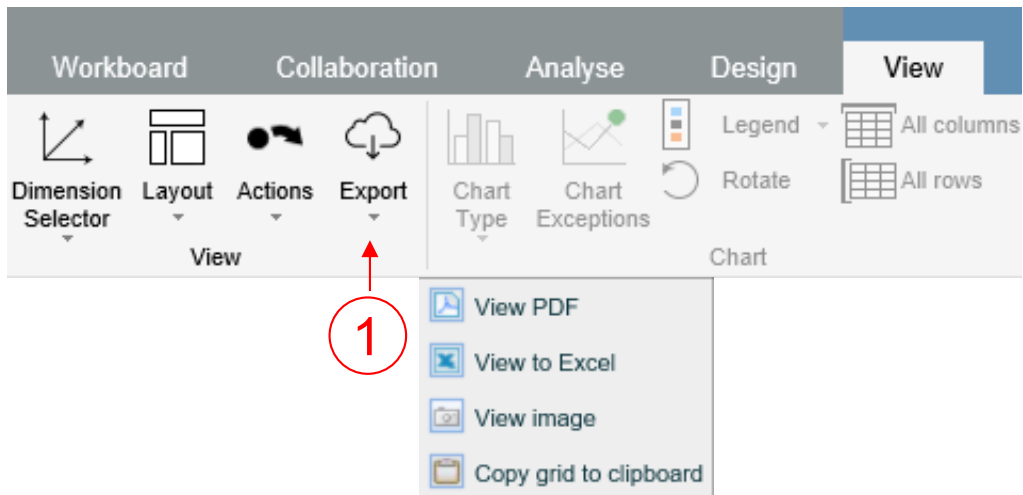 Workboard Collaboration Analyse Design View
Dimension Selector Layout Actions Export Chart Type Chart Exceptions Legend All columns
Rotate All rows
View Chart
1
View PDF
View to Excel
View image
Copy grid to clipboard